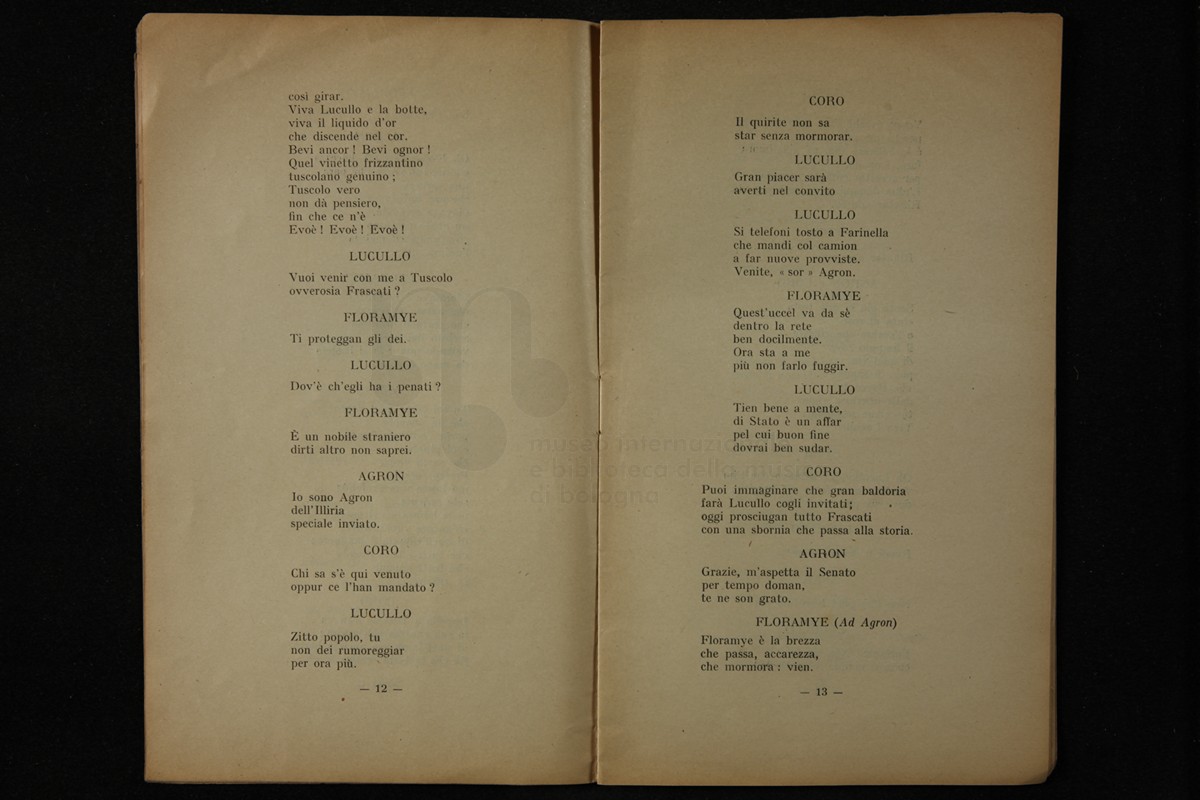 così girar.
Viva Lucullo e la botte,
viva il liquido d'or
che discende nel cor.
Bevi ancor ! Bevi ognor !
Quel vinetto frizzantino
tuscolano genuino ;
Tuscolo vero
non dà pensiero,
fin che ce n'è
Evoè ! Evoè ! Evoè !
LUCULLO
Vuoi venir con me a Tuscolo
ovverosia Frascati ?
FLORAMYE
Ti proteggan gli dei.
LUCULLO
Dov'è ch'egli ha i penati ?
FLORAMYE
È un nobile straniero
dirti altro non saprei.
AGRON
Io sono Agron
dell'Illiria
speciale inviato.
CORO
Chi sa s'è qui venuto
oppur ce l'han mandato ?
LUCULLO
Zitto popolo, tu
non dei rumoreggiar
per ora più.
— 12 —
CORO
Il quirite non sa
star senza mormorar.
LUCULLO
Gran piacer sarà
averti nel convito
LUCULLO
Si telefoni tosto a Farinella
che mandi col camion
a far nuove provviste.
Venite, « sor » Agron.
FLORAMYE
Quest'uccel va da sè
dentro la rete
ben docilmente.
Ora sta a me
più non farlo fuggir.
LUCULLO
Tien bene a mente,
di Stato è un affar
pel cui buon fine
dovrai ben sudar.
CORO
Puoi immaginare che gran baldoria
farà Lucullo cogli invitati ;
oggi prosciugan tutto Frascati
con una sbornia che passa alla storia.
AGRON
Grazie, m'aspetta il Senato
per tempo doman,
te ne son grato.
FLORAMYE (Ad Agron)
Floramye è la brezza
che passa, accarezza,
che mormora : vien.
— 13 —
museo internazionale
e biblioteca della musica
di bologna